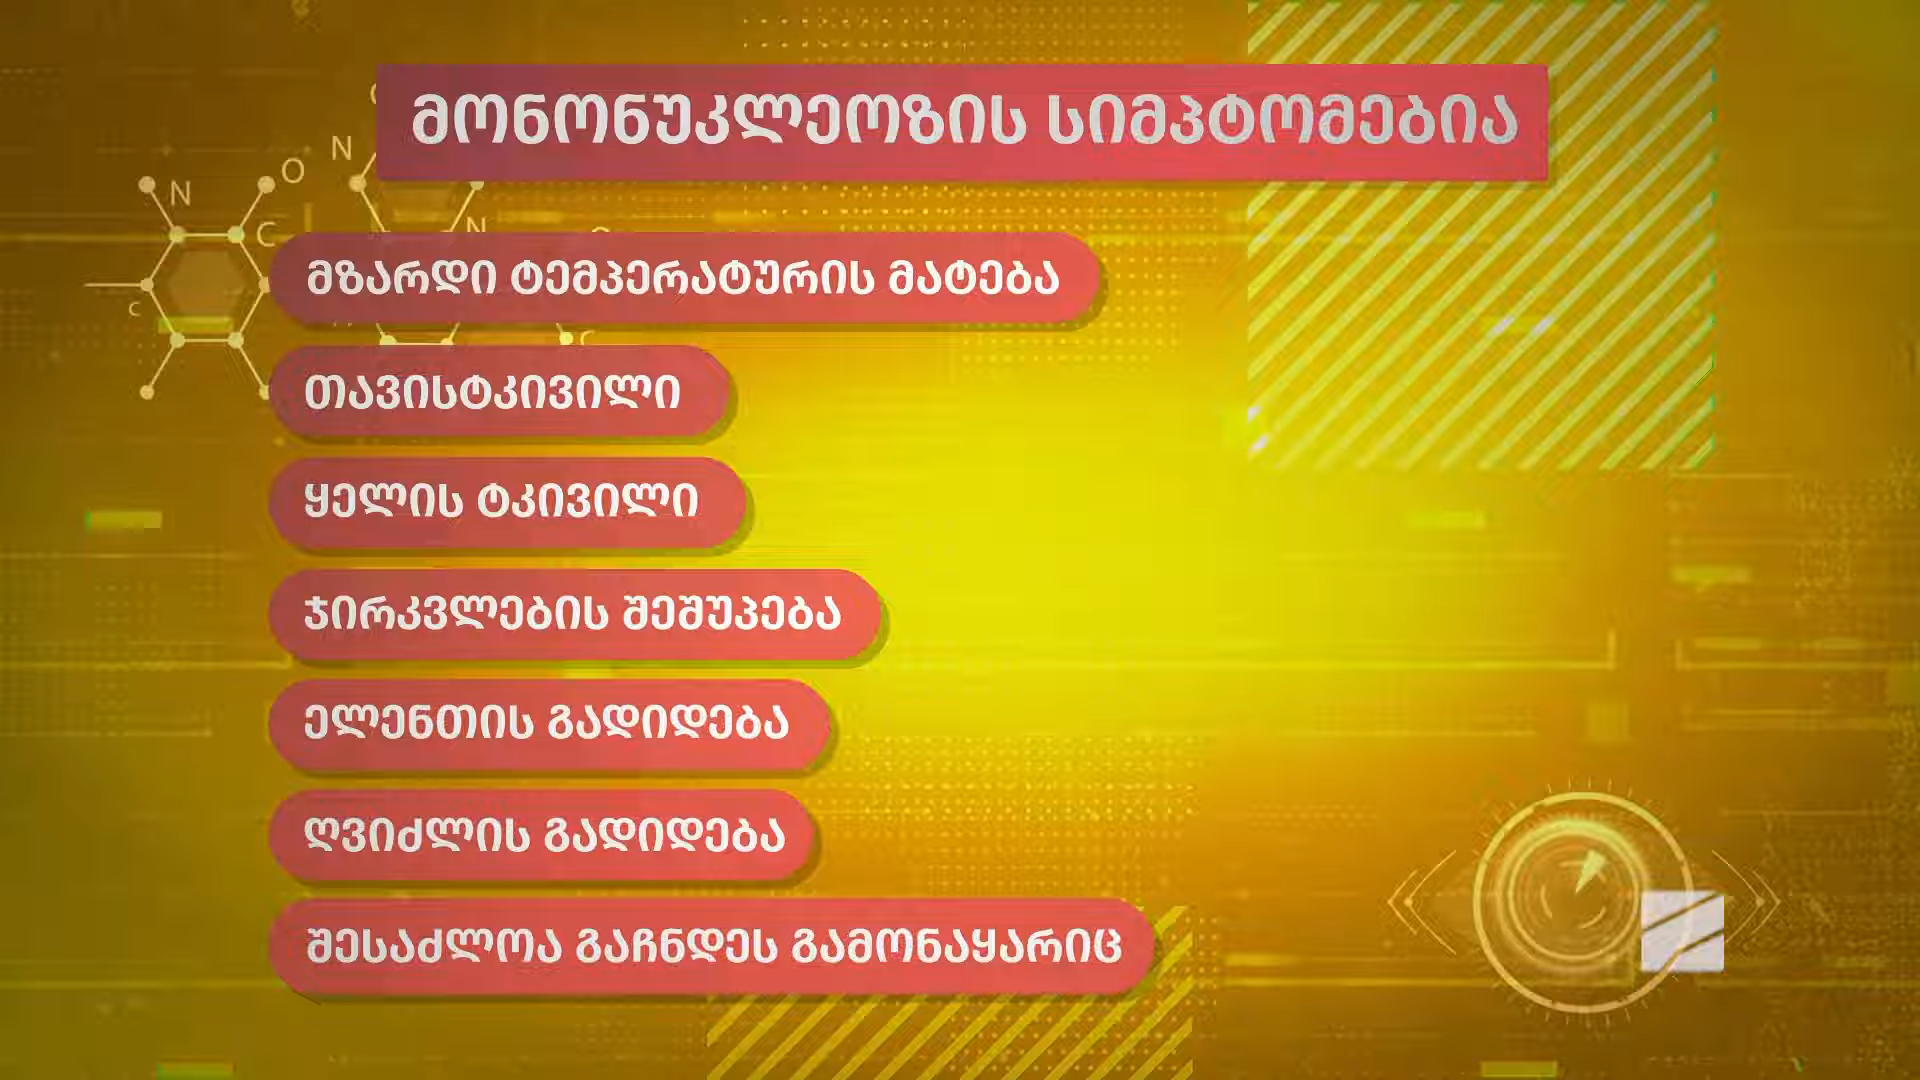 მონონუკლეოზის სიმპტომებია
მზარდი ტემპერატურის მატება
თავისტკივილი
ყელის ტკივილი
ჯირკვლების შეშუპება
ელენთის გადიდება
ღვიძლის გადიდება
შესაძლოა გაჩნდეს გამონაყარიც
N
O
N
C
N
C
C